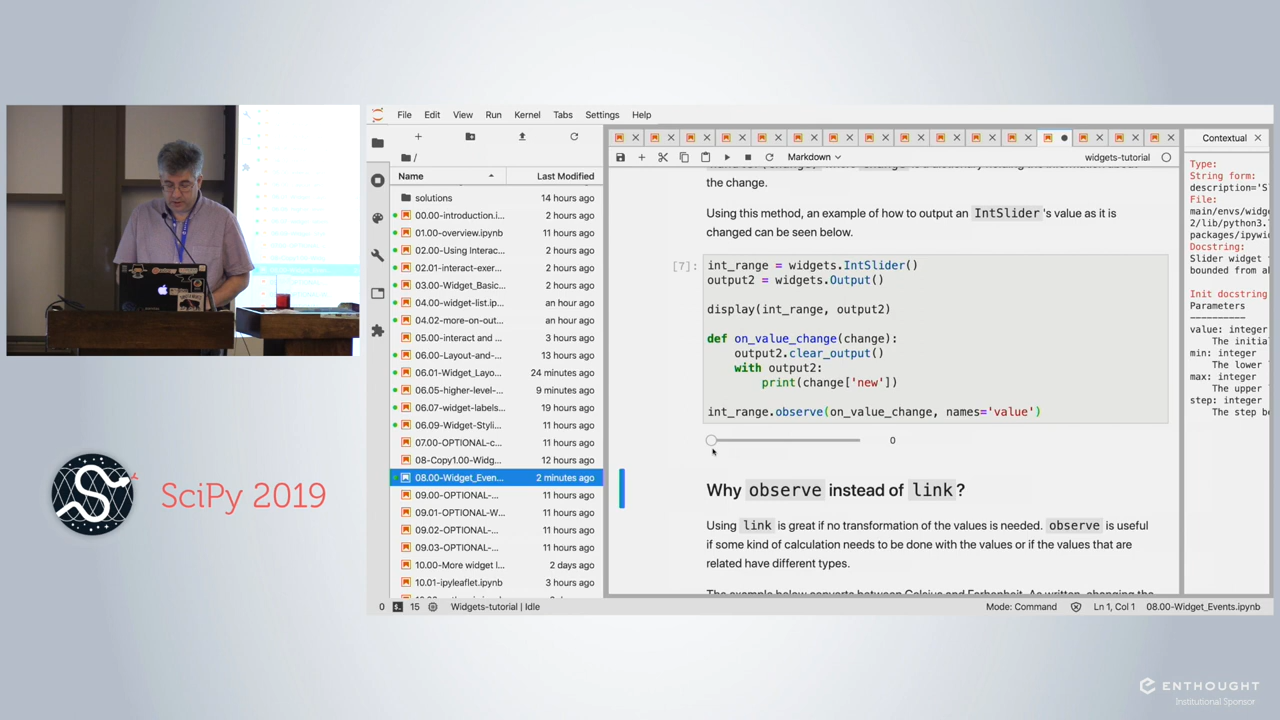 File Edit View Run Kernel Tabs Settings Help
/
Name Last Modified
solutions 14 hours ago
00.00-introduction.i... 2 hours ago
01.00-overview.ipynb 11 hours ago
02.00-Using Interac... 2 hours ago
02.01-interact-exer... 2 hours ago
03.00-Widget_Basic... 2 hours ago
04.00-widget-list.ip... an hour ago
04.02-more-on-out... an hour ago
05.00-interact and ... 3 hours ago
06.00-Layout-and-... 13 hours ago
06.01-Widget_Layo... 24 minutes ago
06.05-higher-level-... 9 minutes ago
06.07-widget-labels... 19 hours ago
06.09-Widget-Styli... 11 hours ago
07.00-OPTIONAL-c... 11 hours ago
08-Copy1.00-Widg... 12 hours ago
08.00-Widget_Even... 2 minutes ago
09.00-OPTIONAL-... 11 hours ago
09.01-OPTIONAL-W... 11 hours ago
09.02-OPTIONAL-... 11 hours ago
09.03-OPTIONAL-... 11 hours ago
10.00-More widget l... 2 days ago
10.01-ipyleaflet.ipynb 3 hours ago
Markdown widgets-tutorial
the change.
Using this method, an example of how to output an IntSlider 's value as it is
changed can be seen below.
[7]: int_range = widgets.IntSlider()
output2 = widgets.Output()
display(int_range, output2)
def on_value_change(change):
output2.clear_output()
with output2:
print(change['new'])
int_range.observe(on_value_change, names='value')
0
Why observe instead of link?
Using link is great if no transformation of the values is needed. observe is useful
if some kind of calculation needs to be done with the values or if the values that are
related have different types.
Contextual
Type:
String form:
description='S
File:
main/envs/widg
2/lib/python3.
packages/ipywi
Docstring:
Slider widget
bounded from a
Init docstring
Parameters
----------
value: integer
The initia
min: integer
The lower
max: integer
The upper
step: integer
The step be
0 15 Widgets-tutorial | Idle Mode: Command Ln 1, Col 1 08.00-Widget_Events.ipynb
SciPy 2019
ENTHOUGHT
Institutional Sponsor